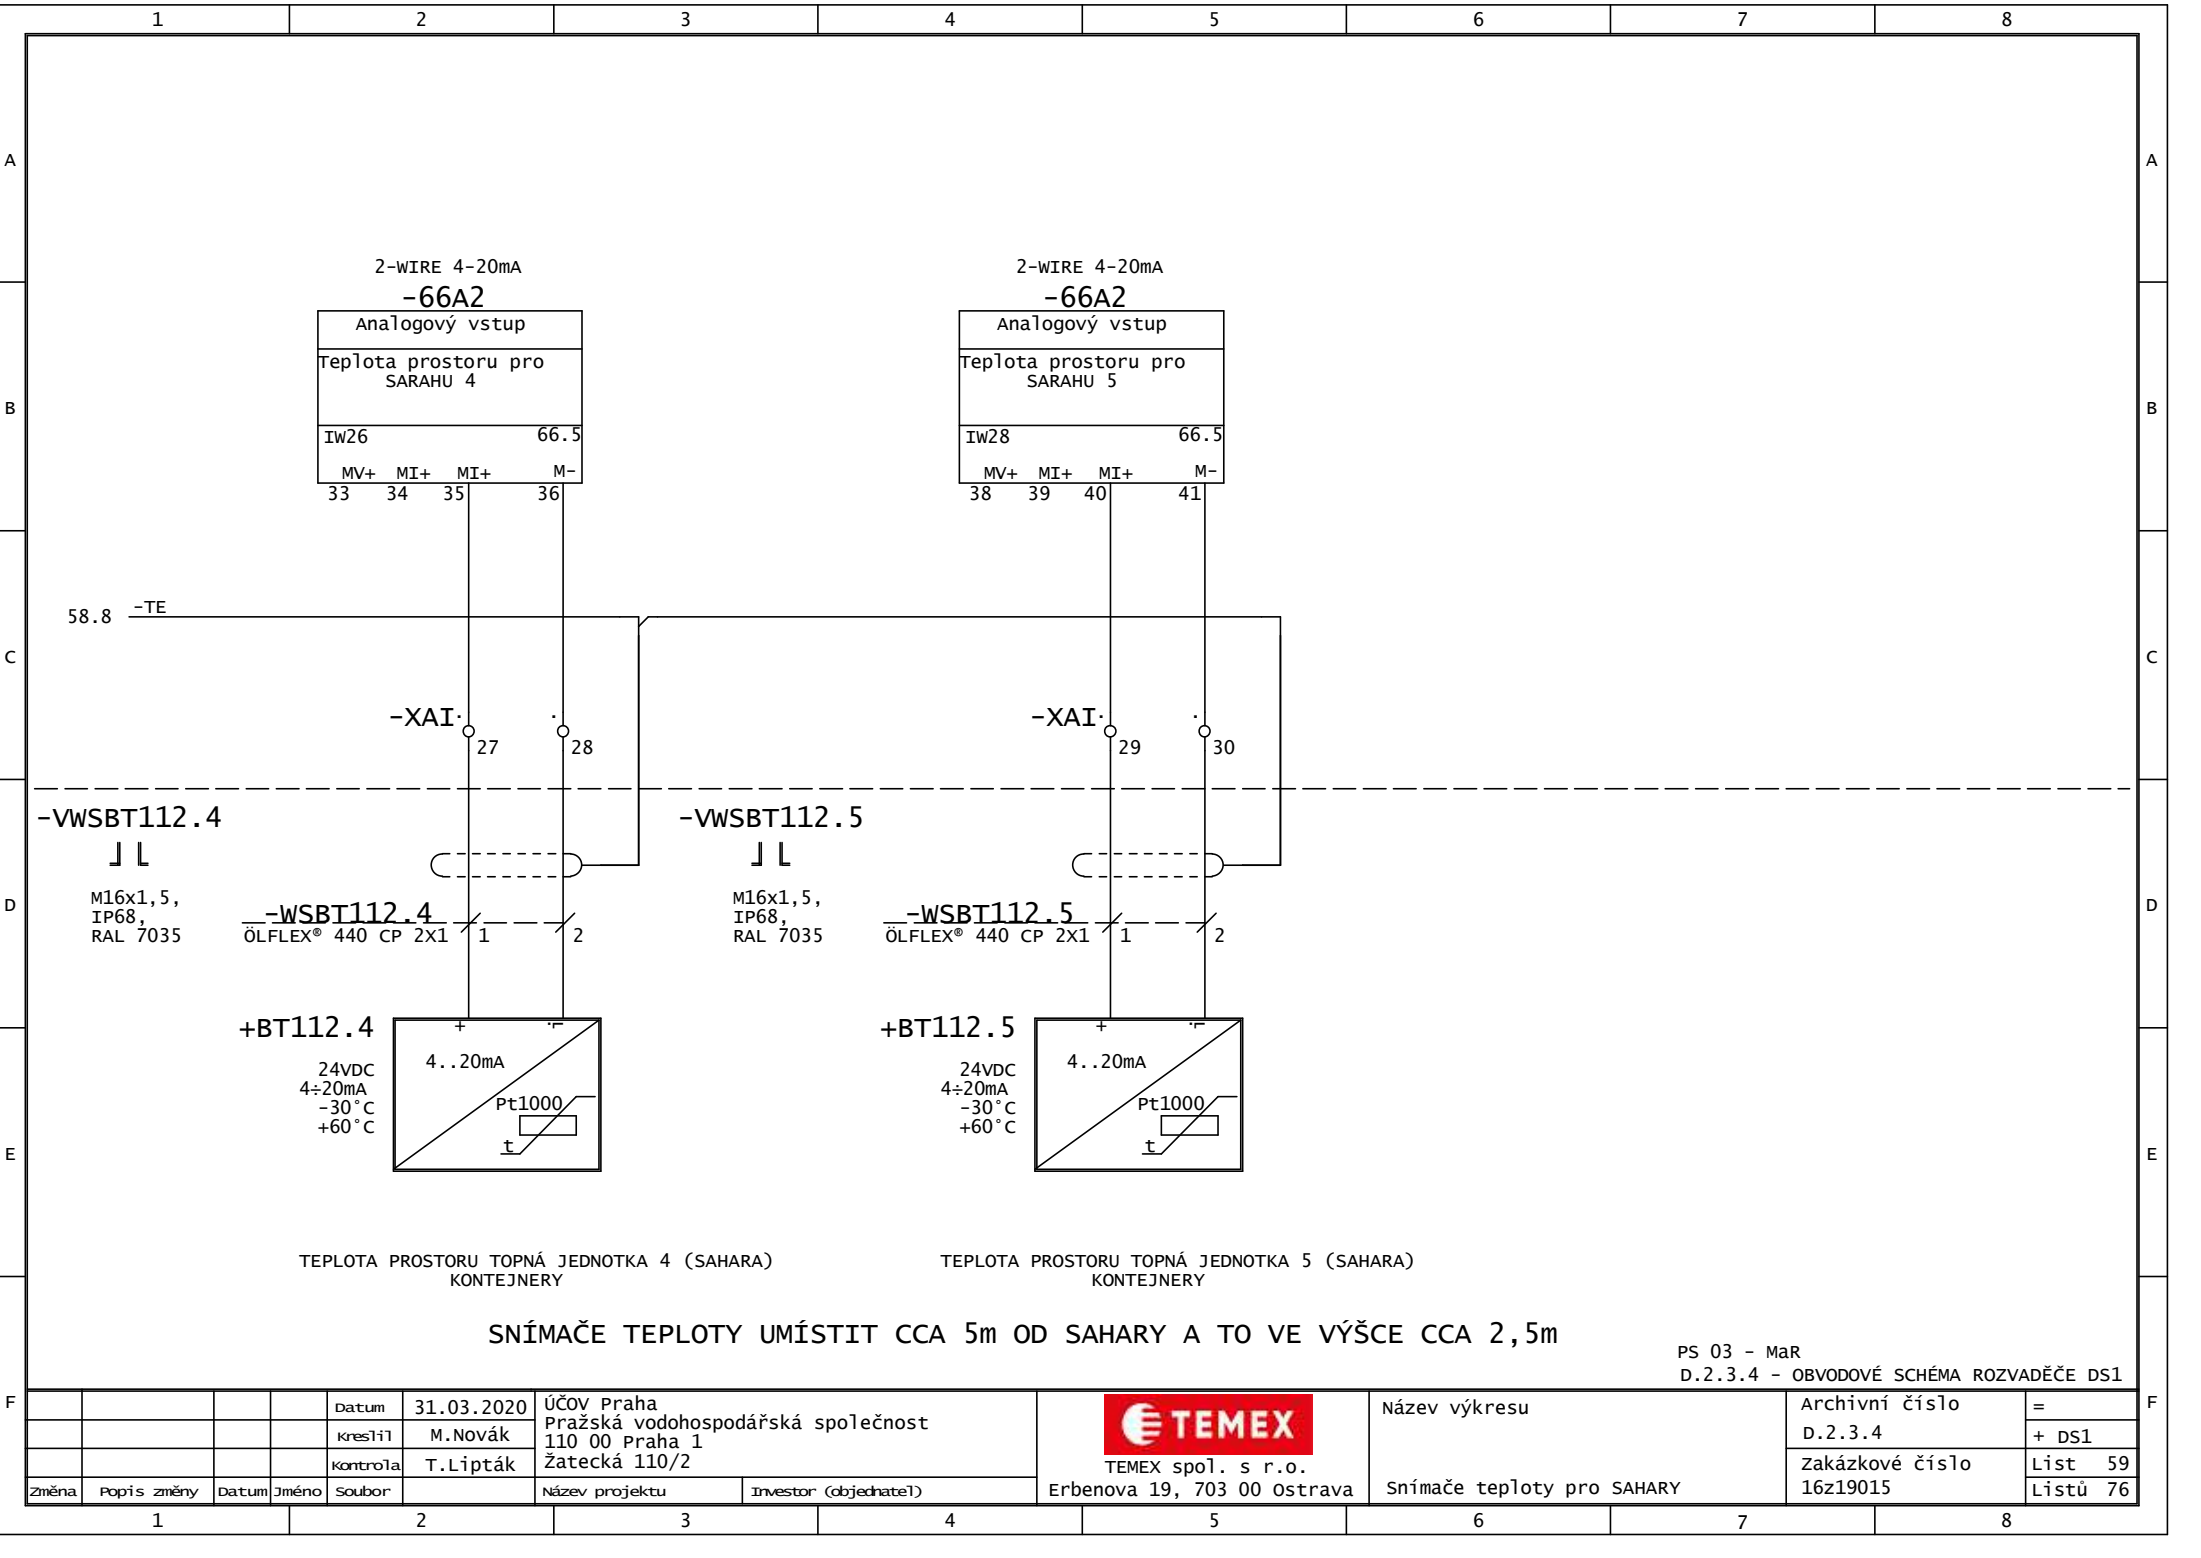 1 2 3 4 5 6 7 8
A A
2-WIRE 4-20mA 2-WIRE 4-20mA
-66A2 -66A2
Analogový vstup Analogový vstup
Teplota prostoru pro Teplota prostoru pro
SARAHU 4 SARAHU 5
B B
IW26 66.5 IW28 66.5
MV+ MI+ MI+ M- MV+ MI+ MI+ M-
33 34 35 36 38 39 40 41
58.8 -TE
C C
-XAI -XAI
27 28 29 30
-VWSBT112.4 -VWSBT112.5
M16x1,5, M16x1,5,
D IP68, -WSBT112.4 IP68, -WSBT112.5 D
RAL 7035 ÖLFLEX® 440 CP 2X1 1 2 RAL 7035 ÖLFLEX® 440 CP 2X1 1 2
+BT112.4 + - +BT112.5 + -
24VDC 4..20mA 24VDC 4..20mA
4÷20mA 4÷20mA
-30°C Pt1000 -30°C Pt1000
+60°C +60°C
t t
E E
TEPLOTA PROSTORU TOPNÁ JEDNOTKA 4 (SAHARA) TEPLOTA PROSTORU TOPNÁ JEDNOTKA 5 (SAHARA)
KONTEJNERY KONTEJNERY
SNÍMAČE TEPLOTY UMÍSTIT CCA 5m OD SAHARY A TO VE VÝŠCE CCA 2,5m
PS 03 - MaR
D.2.3.4 - OBVODOVÉ SCHÉMA ROZVADĚČE DS1
F F
Datum 31.03.2020
Kreslil M.Novák
Kontrola T.Lipták
Změna Popis změny Datum Jméno Soubor
ÚČOV Praha
Pražská vodohospodářská společnost
110 00 Praha 1
Žatecká 110/2
Název projektu Investor (objednatel)
TEMEX
TEMEX spol. s r.o.
Erbenova 19, 703 00 Ostrava
Název výkresu
Snímače teploty pro SAHARY
Archivní číslo
D.2.3.4
Zakázkové číslo
16z19015
=
+ DS1
List 59
Listů 76
1 2 3 4 5 6 7 8